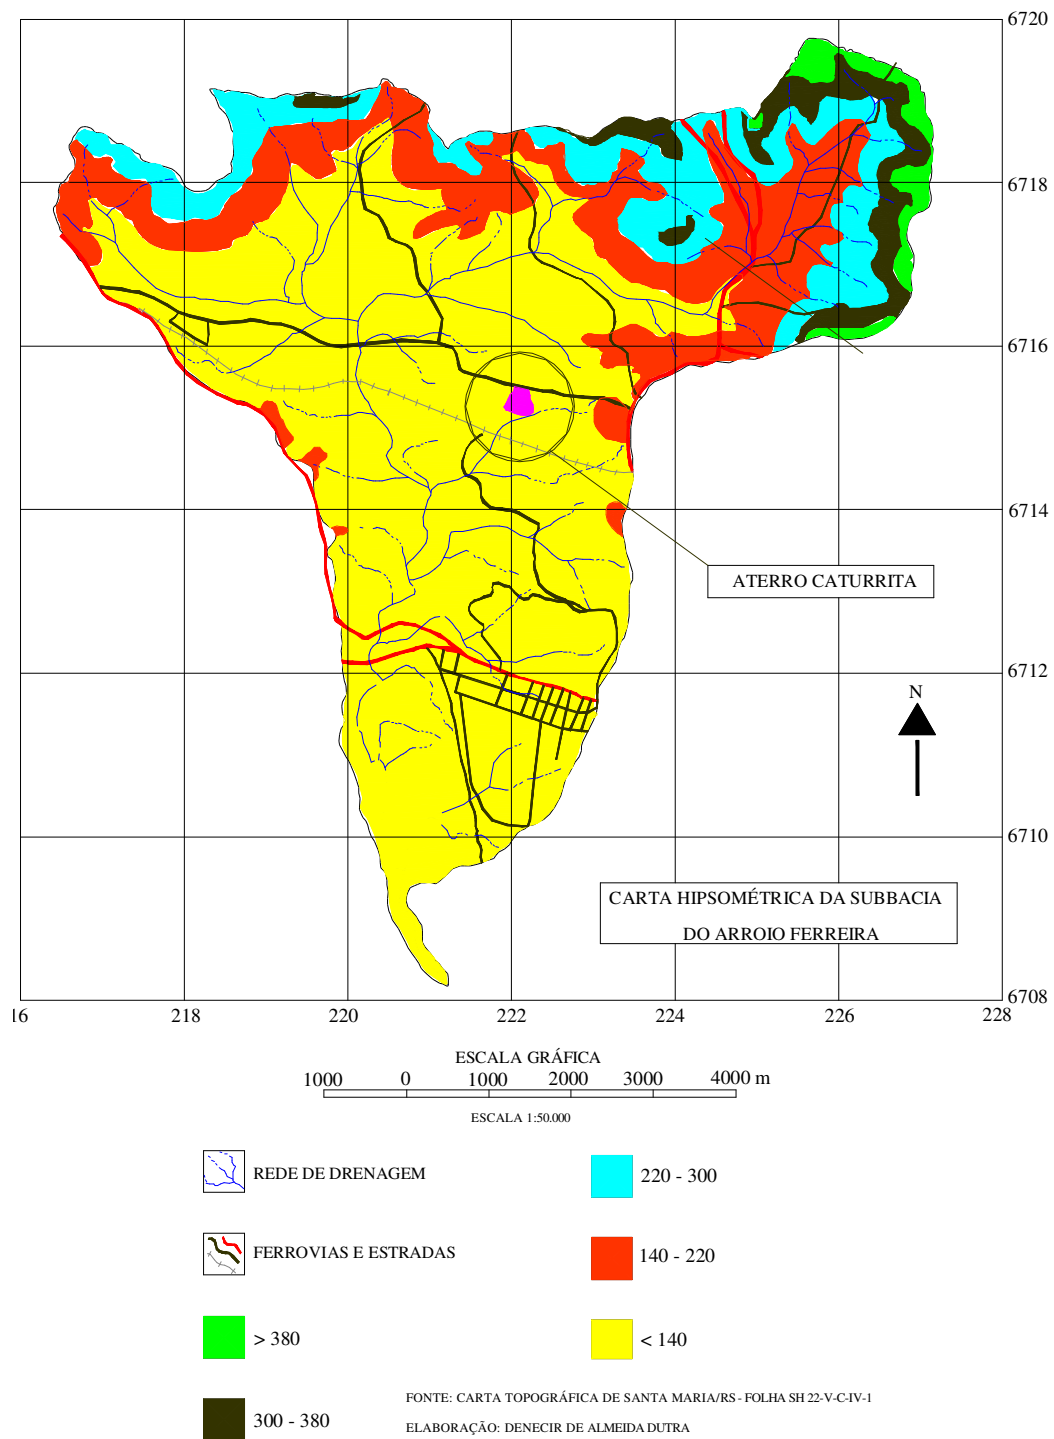 6720
6718
6716
6714
ATERRO CATURRITA
6712
N
6710
CARTA HIPSOMÉTRICA DA SUBBACIA
DO ARROIO FERREIRA
6708
16 218 220 222 224 226 228
ESCALA GRÁFICA
1000 0 1000 2000 3000 4000 m
ESCALA 1:50.000
REDE DE DRENAGEM
220 - 300
FERROVIAS E ESTRADAS
140 - 220
> 380
< 140
300 - 380
FONTE: CARTA TOPOGRÁFICA DE SANTA MARIA/RS - FOLHA SH 22-V-C-IV-1
ELABORAÇÃO: DENECIR DE ALMEIDA DUTRA